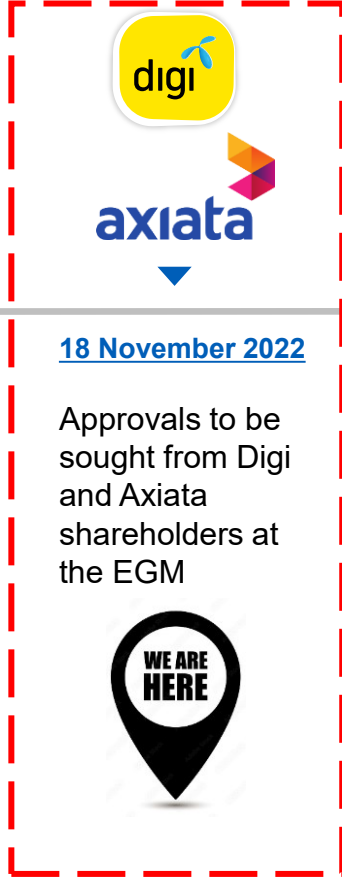 digi
axiata
18 November 2022
Approvals to be
sought from Digi
and Axiata
shareholders at
the EGM
WE ARE
HERE